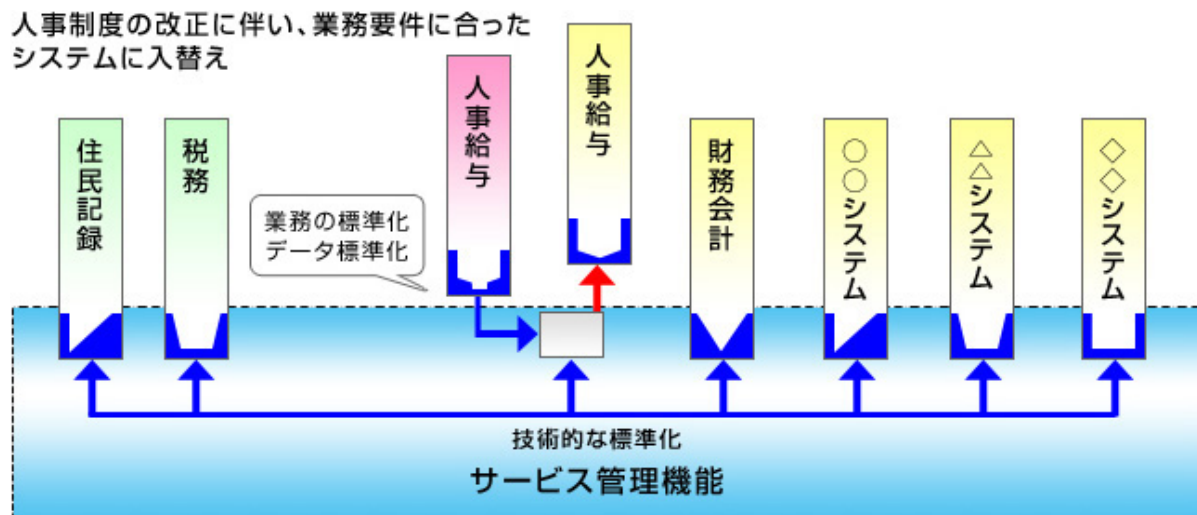 人事制度の改正に伴い、業務要件に合った
システムに入替え
住民記録
税務
業務の標準化
データ標準化
人事給与
人事給与
財務会計
○○システム
△△システム
◇◇システム
技術的な標準化
サービス管理機能